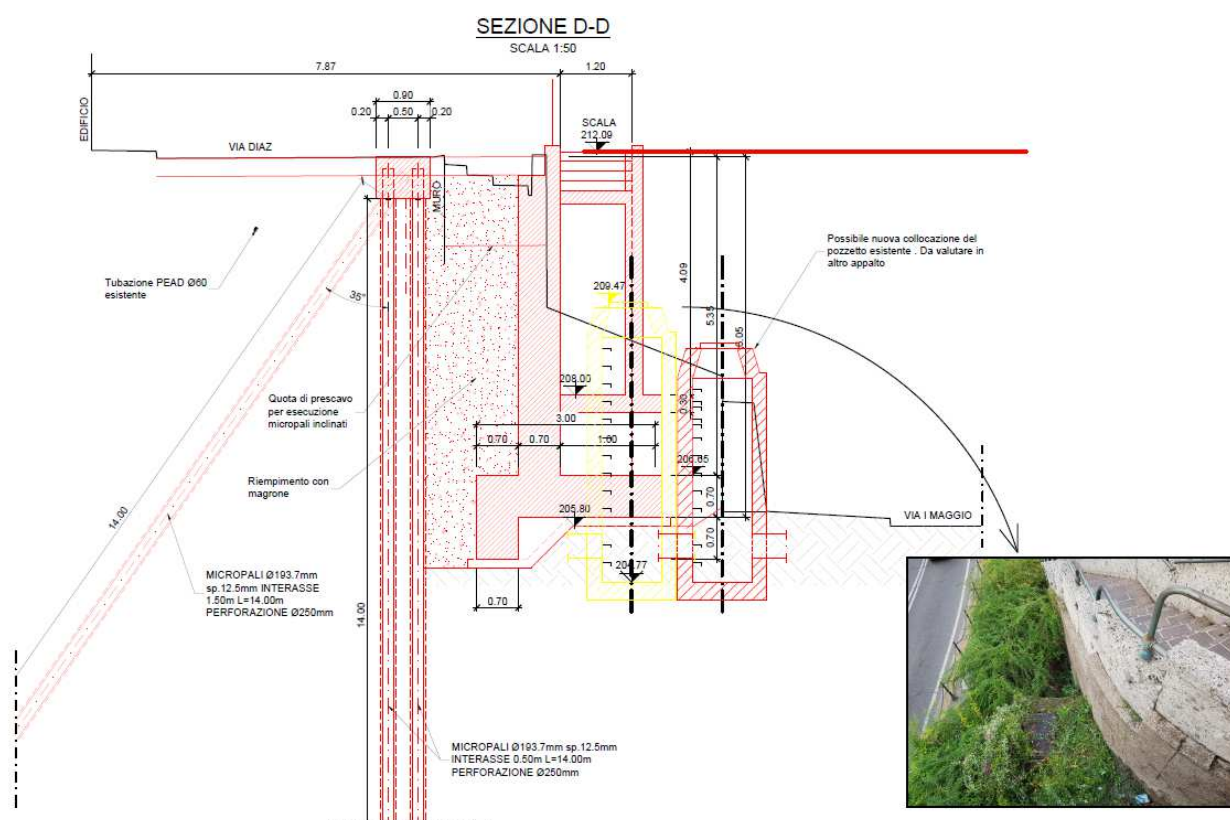 SEZIONE D-D
SCALA 1:50
7.87
1.20
0.90
0.20
0.50
0.20
EDIFICIO
VIA DIAZ
SCALA
212.09
MURO
Possibile nuova collocazione del
pozzetto esistente . Da valutare in
altro appalto
4.09
5.35
6.05
Tubazione PEAD Ø60
esistente
35°
209.47
208.00
0.30
3.00
Quota di prescavo
per esecuzione
micropali inclinati
0.70
0.70
1.60
206.65
Riempimento con
magrone
0.70
205.80
VIA I MAGGIO
0.70
14.00
204.77
MICROPALI Ø193.7mm
sp.12.5mm INTERASSE
1.50m L=14.00m
PERFORAZIONE Ø250mm
0.70
14.00
MICROPALI Ø193.7mm sp.12.5mm
INTERASSE 0.50m L=14.00m
PERFORAZIONE Ø250mm